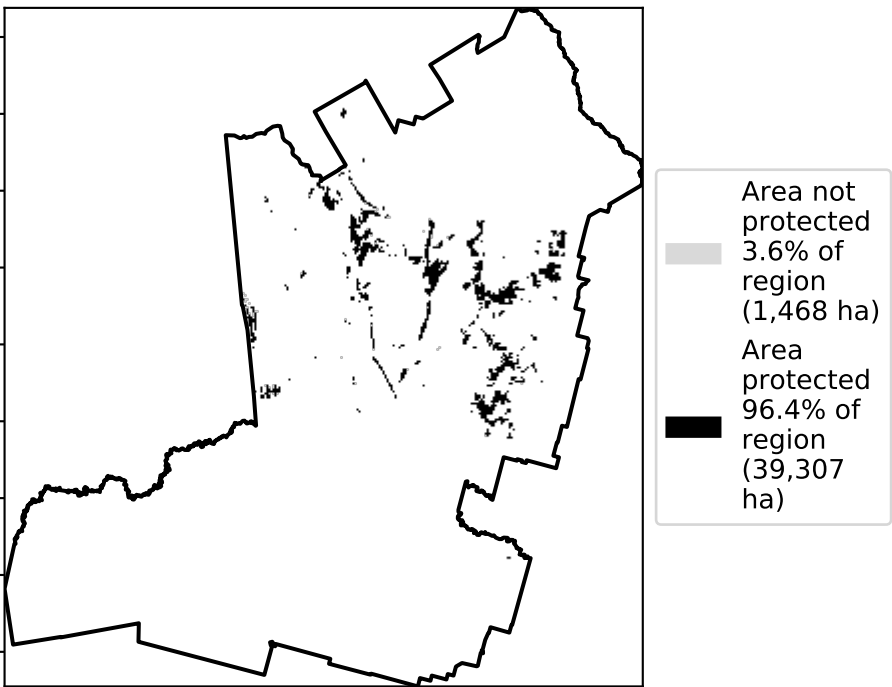 Area not
protected
3.6% of
region
(1,468 ha)
Area
protected
96.4% of
region
(39,307
ha)